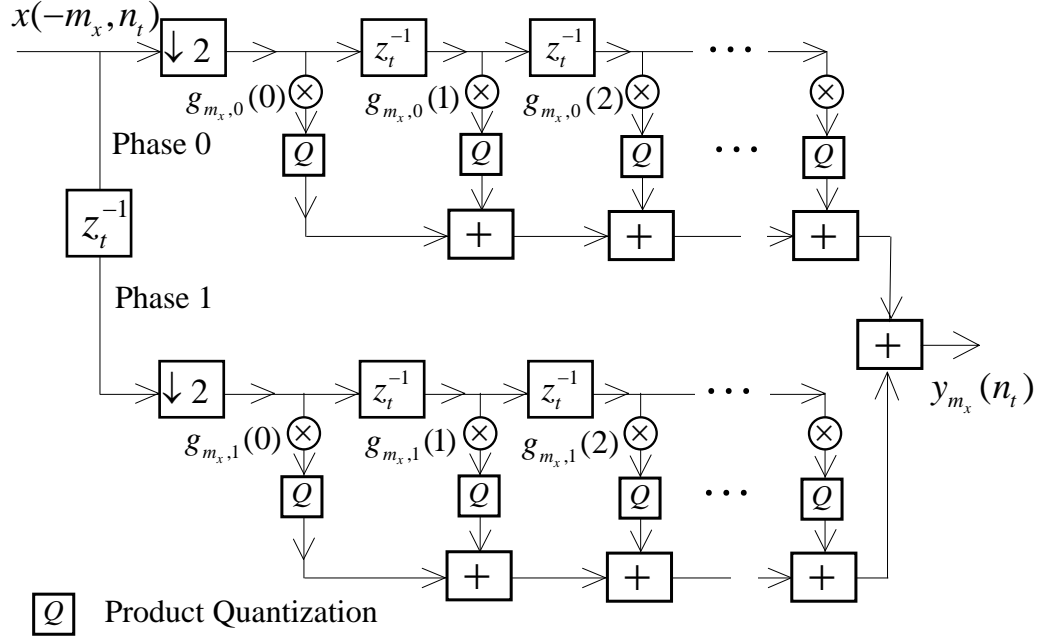 x(−m_x, n_t)
↓ 2
z_t^{-1}
z_t^{-1}
• • •
g_{m_x,0}(0)
×
g_{m_x,0}(1)
×
g_{m_x,0}(2)
×
×
Phase 0
Q
Q
Q
• • •
Q
z_t^{-1}
+
+
+
Phase 1
+
y_{m_x}(n_t)
↓ 2
z_t^{-1}
z_t^{-1}
• • •
g_{m_x,1}(0)
×
g_{m_x,1}(1)
×
g_{m_x,1}(2)
×
×
Q
Q
Q
• • •
Q
+
+
+
Q Product Quantization